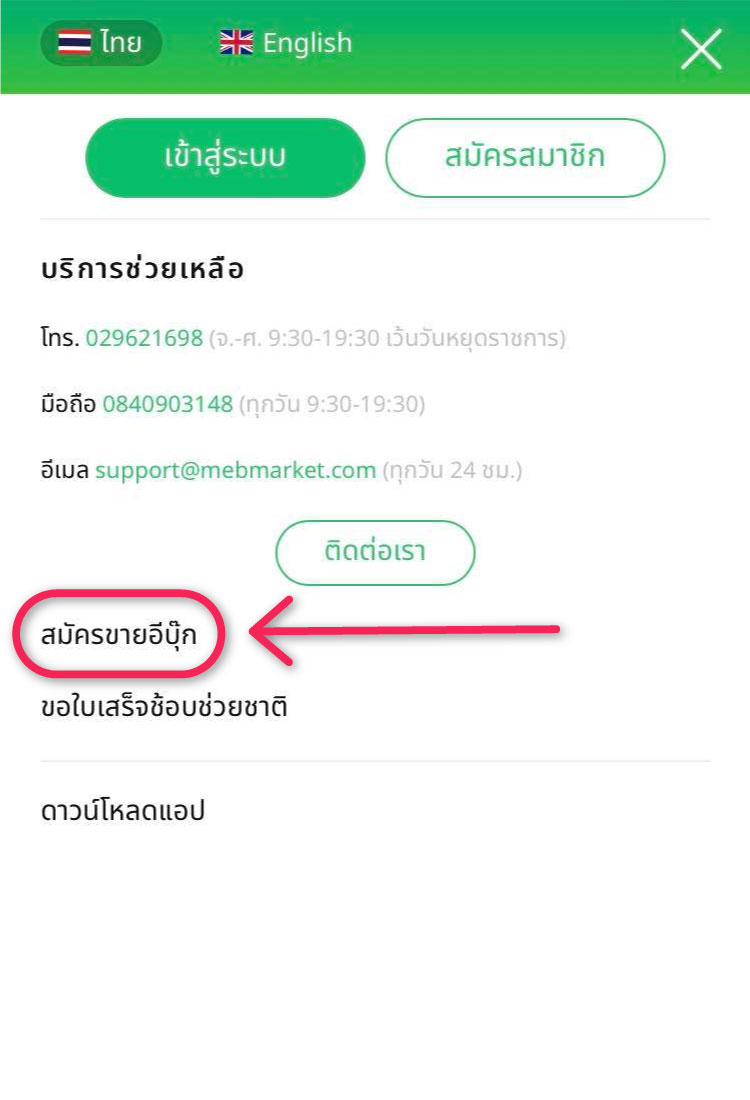 ไทย English
เข้าสู่ระบบ สมัครสมาชิก
บริการช่วยเหลือ
โทร. 029621698 (จ.-ศ. 9:30-19:30 เว้นวันหยุดราชการ)
มือถือ 0840903148 (ทุกวัน 9:30-19:30)
อีเมล support@mebmarket.com (ทุกวัน 24 ชม.)
ติดต่อเรา
สมัครขายอีบุ๊ก
ขอใบเสร็จช้อบช่วยชาติ
ดาวน์โหลดแอป